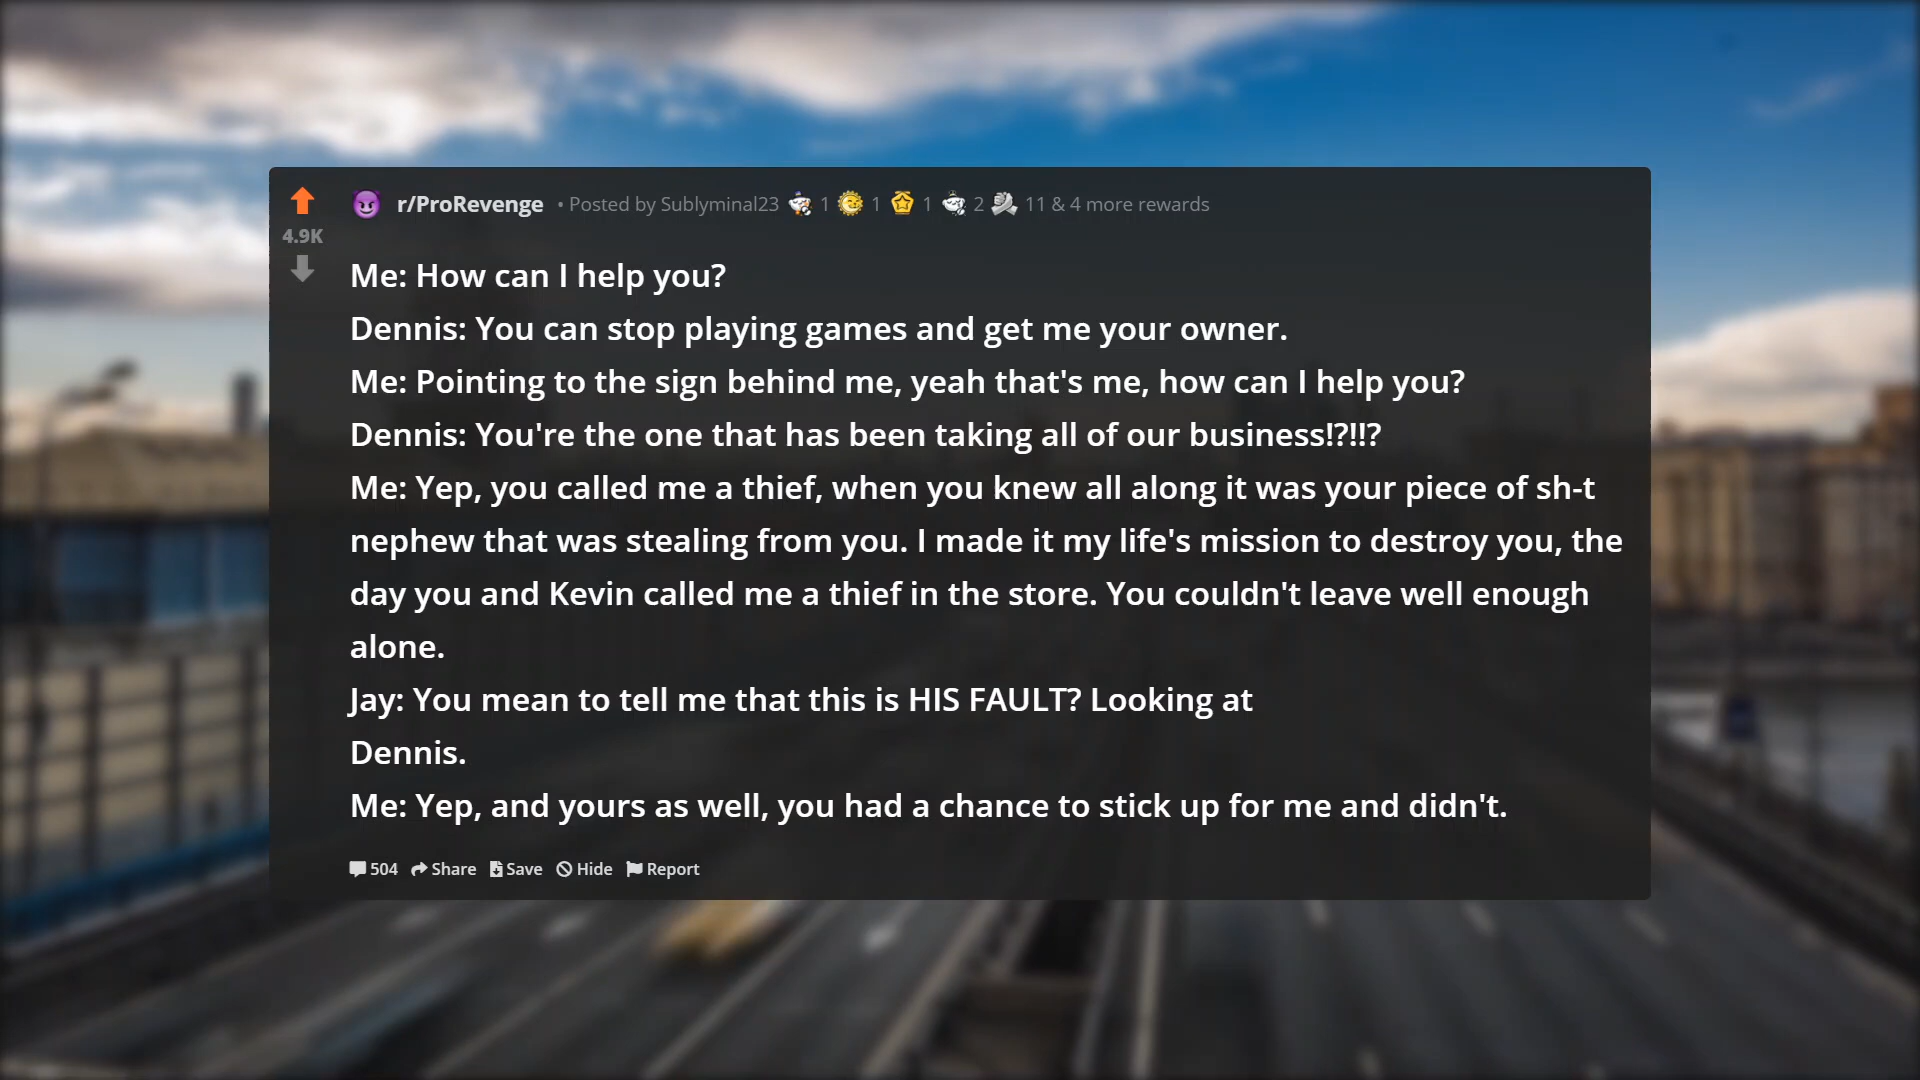 r/ProRevenge • Posted by Sublyminal23 1 1 1 2 11 & 4 more rewards
4.9K
Me: How can I help you?
Dennis: You can stop playing games and get me your owner.
Me: Pointing to the sign behind me, yeah that's me, how can I help you?
Dennis: You're the one that has been taking all of our business!?!!?
Me: Yep, you called me a thief, when you knew all along it was your piece of sh-t
nephew that was stealing from you. I made it my life's mission to destroy you, the
day you and Kevin called me a thief in the store. You couldn't leave well enough
alone.
Jay: You mean to tell me that this is HIS FAULT? Looking at
Dennis.
Me: Yep, and yours as well, you had a chance to stick up for me and didn't.
504 Share Save Hide Report